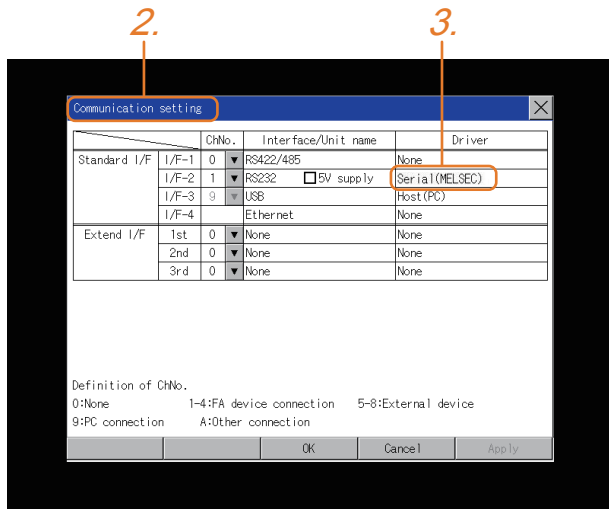 2. 3.
Communication setting
ChNo. Interface/Unit name Driver
Standard I/F I/F-1 0 RS422/485 None
I/F-2 1 RS232 5V supply Serial(MELSEC)
I/F-3 9 USB Host(PC)
I/F-4 Ethernet None
Extend I/F 1st 0 None None
2nd 0 None None
3rd 0 None None
Definition of ChNo.
0:None 1-4:FA device connection 5-8:External device
9:PC connection A:Other connection
OK Cancel Apply